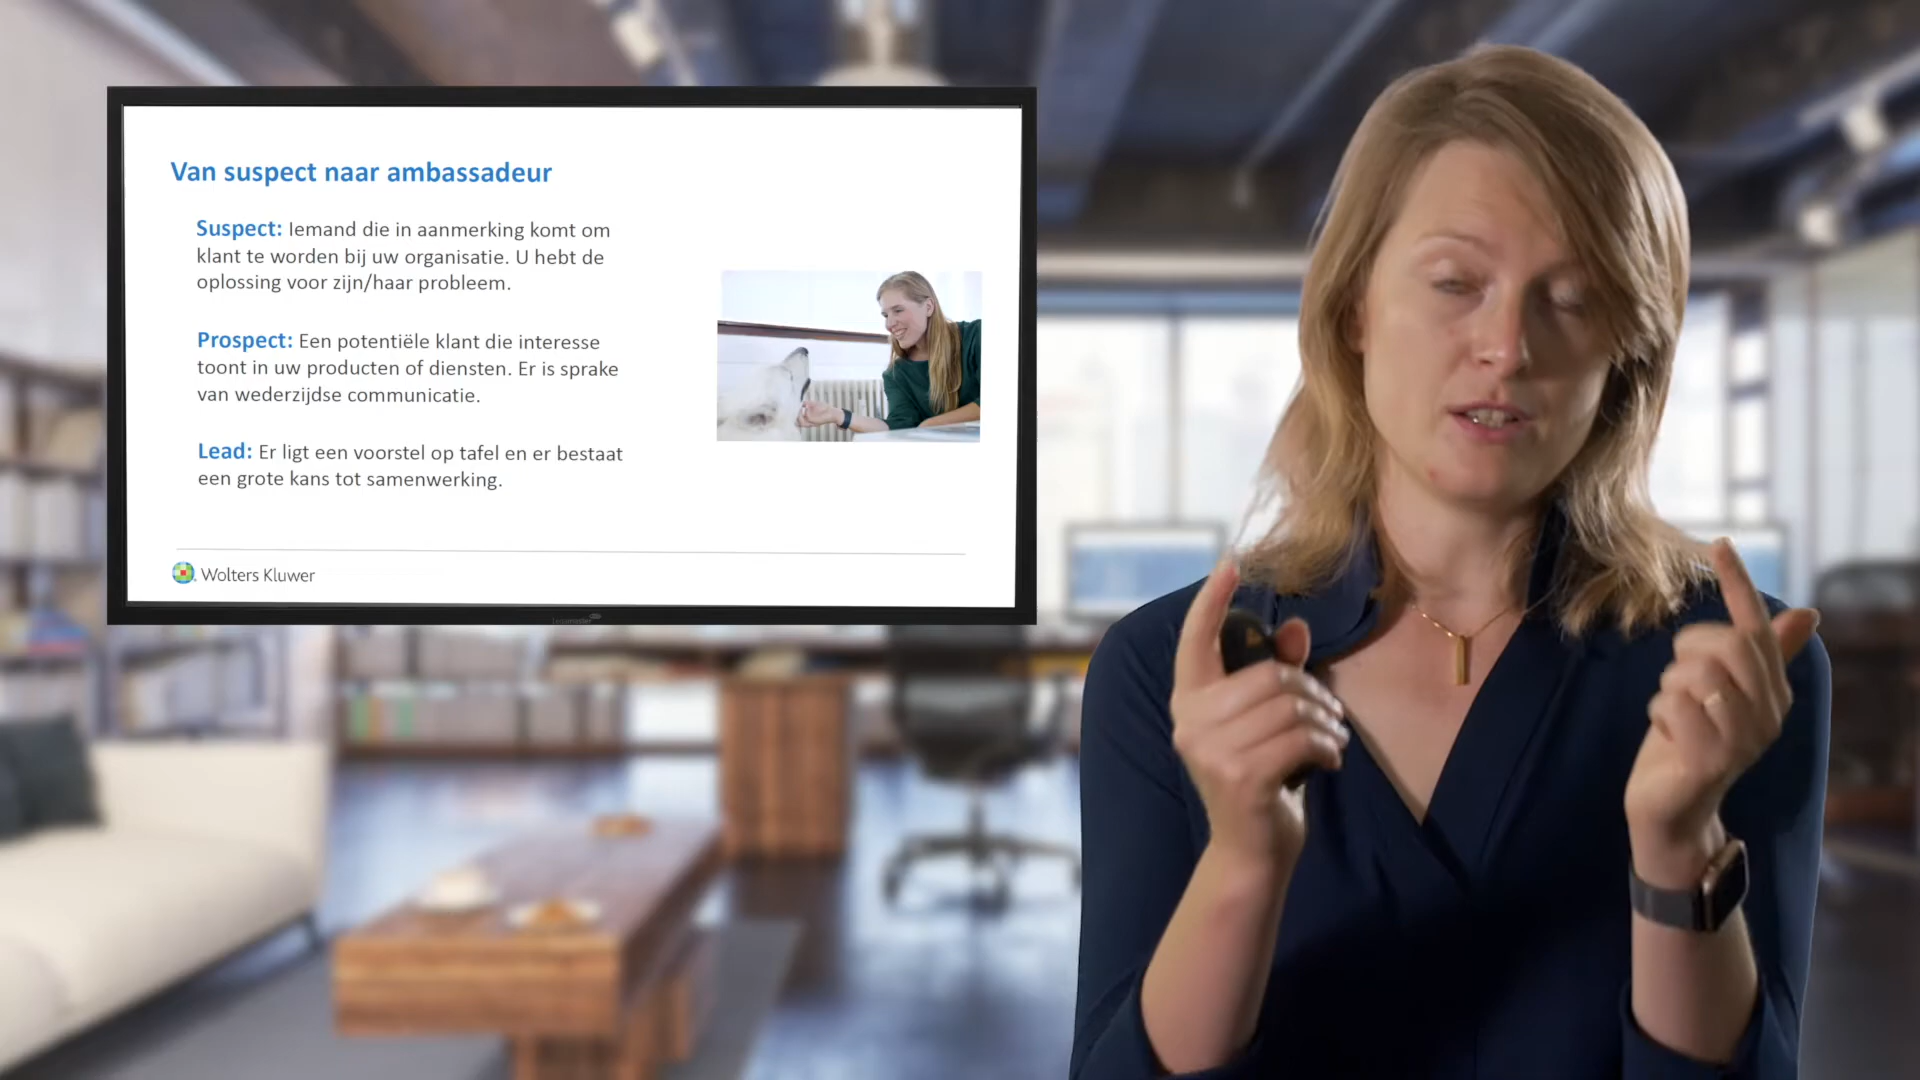 Van suspect naar ambassadeur
Suspect: Iemand die in aanmerking komt om
klant te worden bij uw organisatie. U hebt de
oplossing voor zijn/haar probleem.
Prospect: Een potentiële klant die interesse
toont in uw producten of diensten. Er is sprake
van wederzijdse communicatie.
Lead: Er ligt een voorstel op tafel en er bestaat
een grote kans tot samenwerking.
Wolters Kluwer